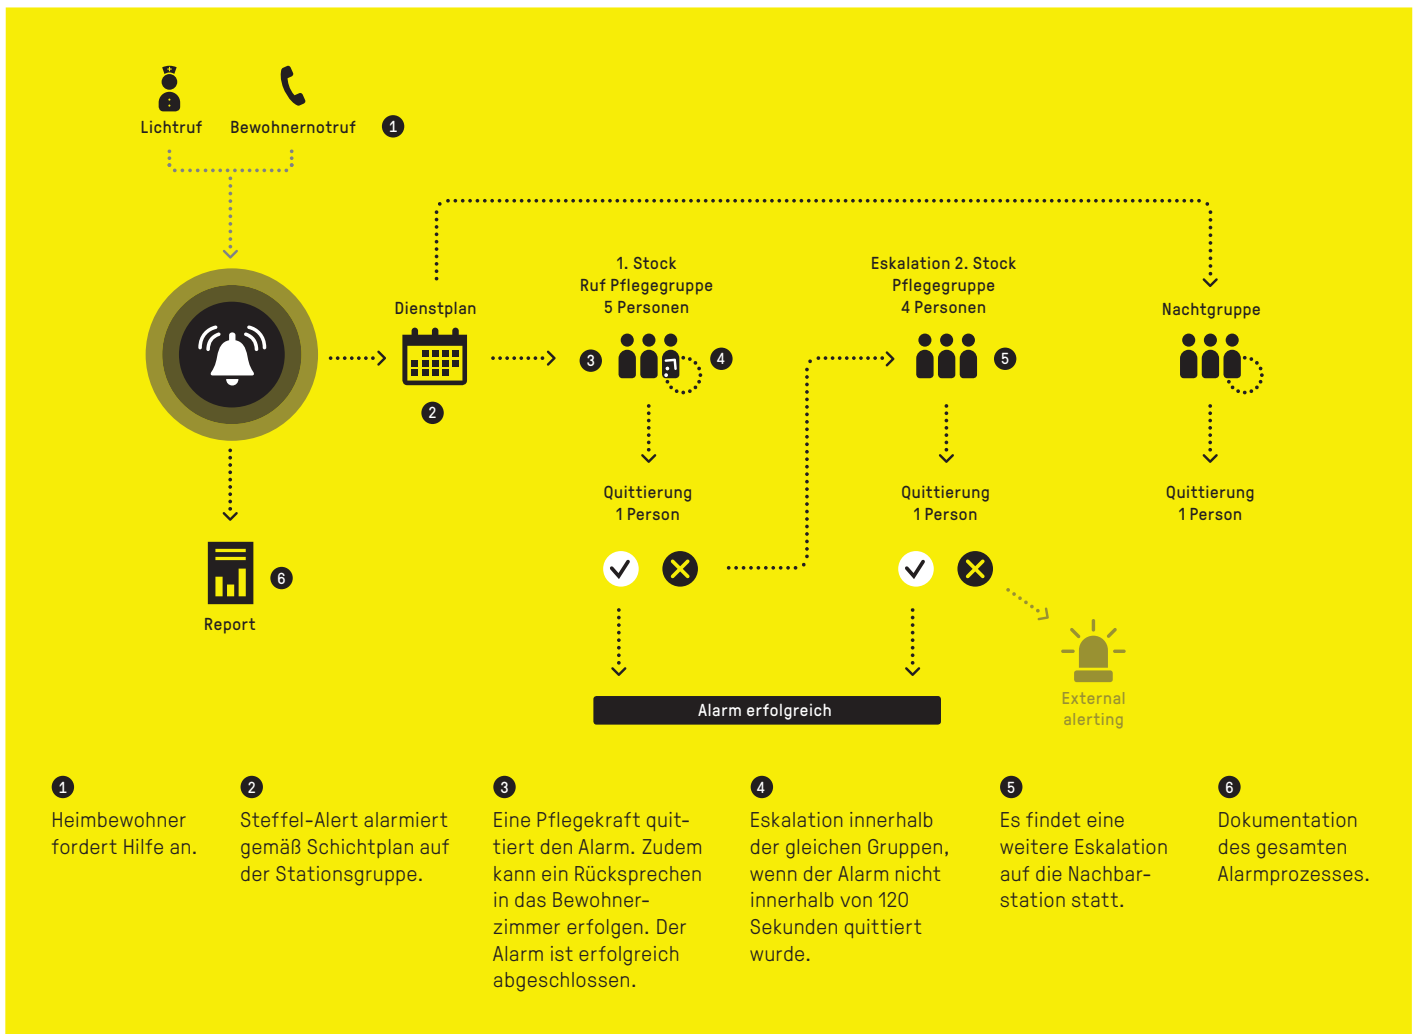 Lichtruf
Bewohnernotruf
1
1. Stock
Ruf Pflegegruppe
5 Personen
Eskalation 2. Stock
Pflegegruppe
4 Personen
Dienstplan
Nachtgruppe
3
4
5
2
Quittierung
1 Person
Quittierung
1 Person
Quittierung
1 Person
6
Report
Alarm erfolgreich
External
alerting
1
Heimbewohner
fordert Hilfe an.
2
Steffel-Alert alarmiert
gemäß Schichtplan auf
der Stationsgruppe.
3
Eine Pflegekraft quit-
tiert den Alarm. Zudem
kann ein Rücksprechen
in das Bewohner-
zimmer erfolgen. Der
Alarm ist erfolgreich
abgeschlossen.
4
Eskalation innerhalb
der gleichen Gruppen,
wenn der Alarm nicht
innerhalb von 120
Sekunden quittiert
wurde.
5
Es findet eine
weitere Eskalation
auf die Nachbar-
station statt.
6
Dokumentation
des gesamten
Alarmprozesses.